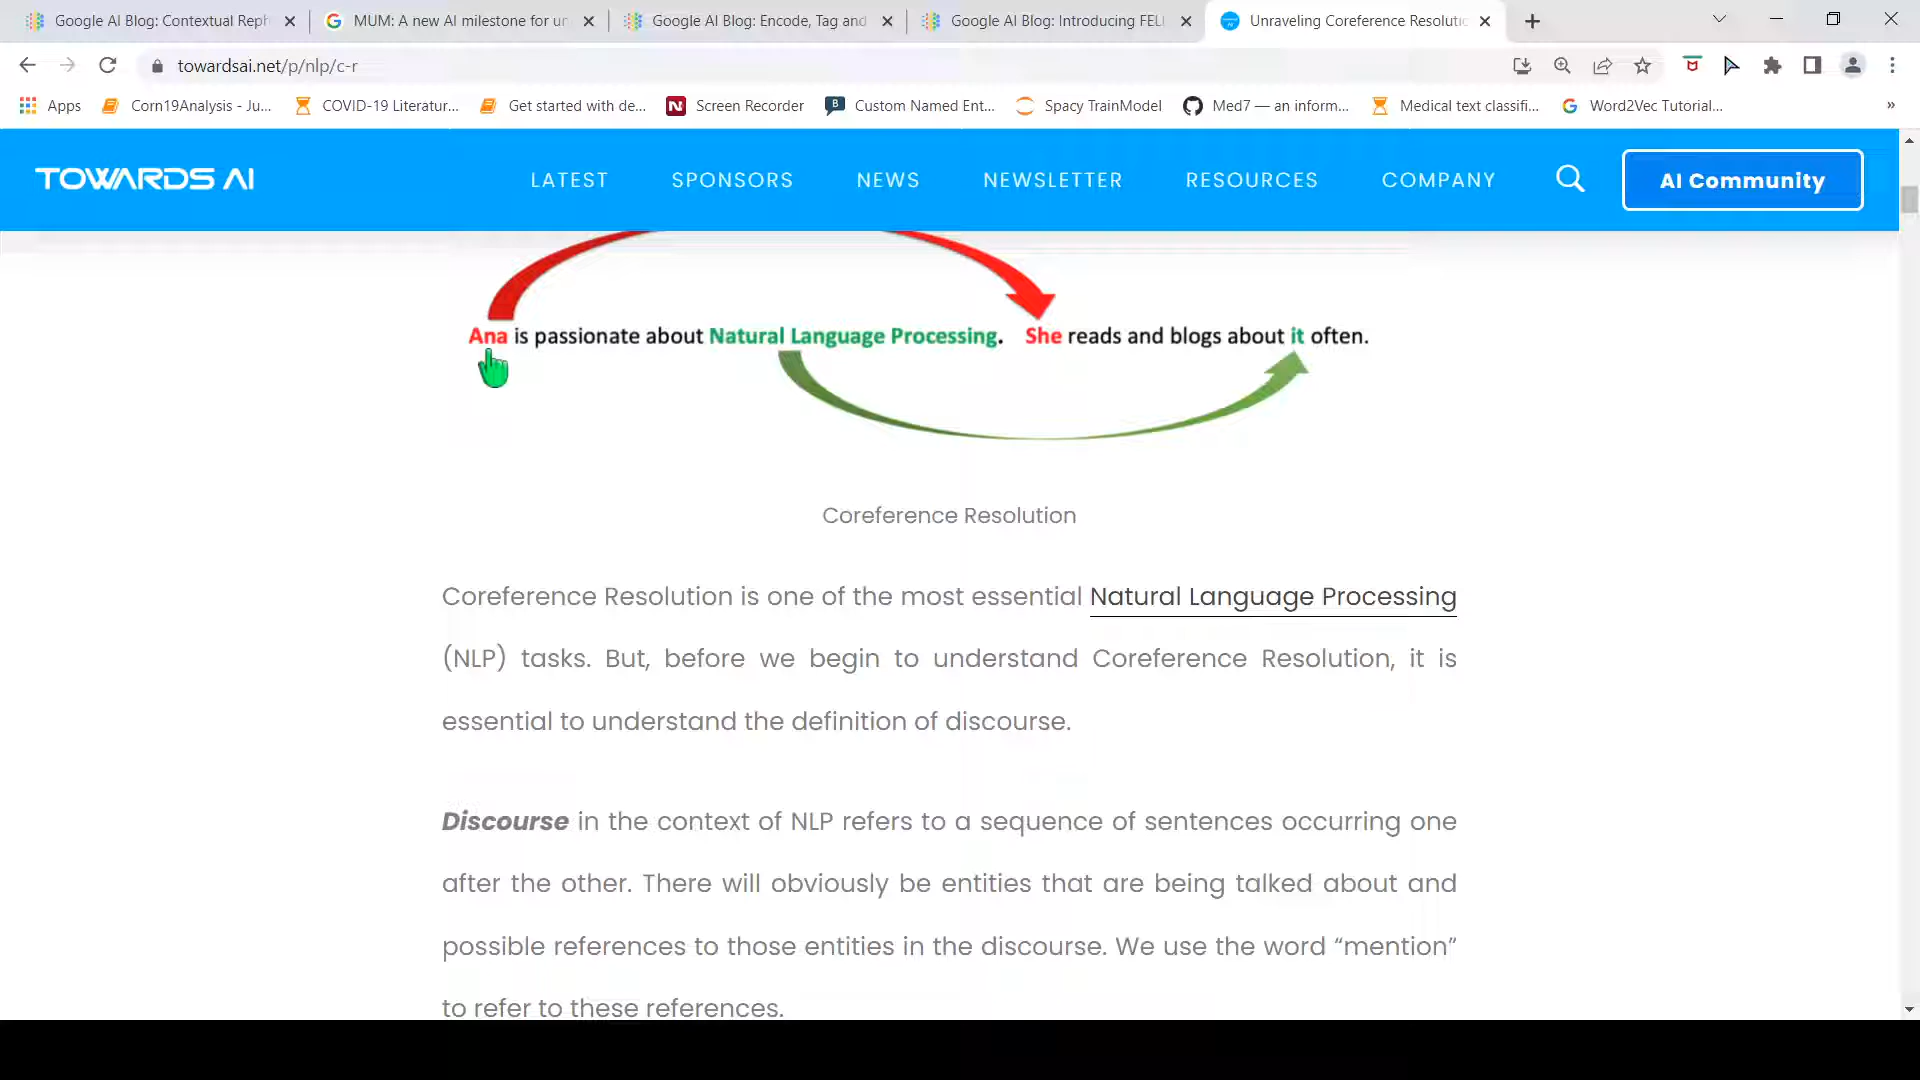 Google AI Blog: Contextual Reph
MUM: A new AI milestone for un
Google AI Blog: Encode, Tag and
Google AI Blog: Introducing FELI
Unraveling Coreference Resolutio
towardsai.net/p/nlp/c-r
Apps
Corn19Analysis - Ju...
COVID-19 Literatur...
Get started with de...
Screen Recorder
Custom Named Ent...
Spacy TrainModel
Med7 — an inform...
Medical text classifi...
Word2Vec Tutorial...
»
TOWARDS AI
LATEST
SPONSORS
NEWS
NEWSLETTER
RESOURCES
COMPANY
AI Community
Ana is passionate about Natural Language Processing. She reads and blogs about it often.
Coreference Resolution
Coreference Resolution is one of the most essential Natural Language Processing
(NLP) tasks. But, before we begin to understand Coreference Resolution, it is
essential to understand the definition of discourse.
Discourse in the context of NLP refers to a sequence of sentences occurring one
after the other. There will obviously be entities that are being talked about and
possible references to those entities in the discourse. We use the word “mention”
to refer to these references.